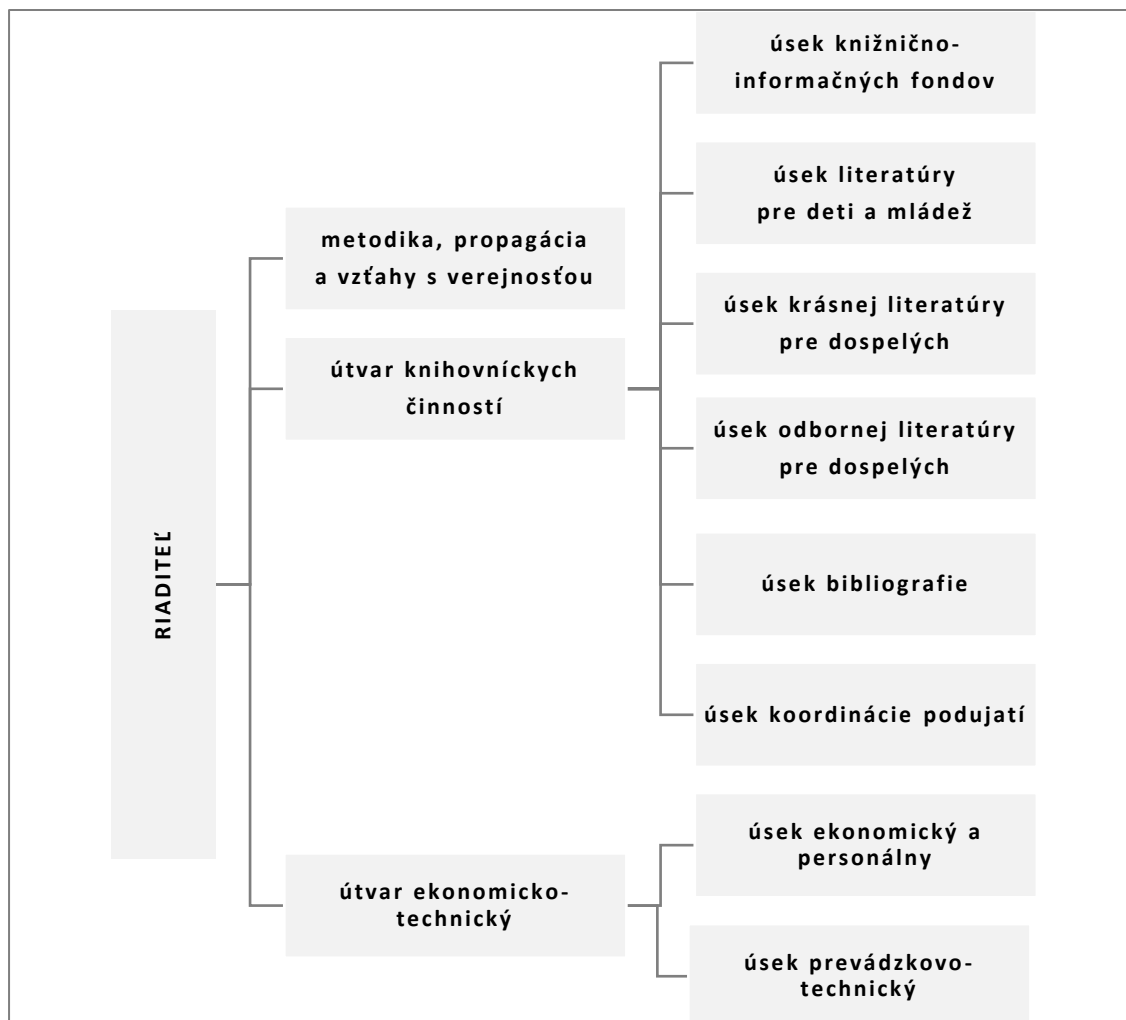 RIADITEĽ
metodika, propagácia
a vzťahy s verejnosťou
útvar knihovníckych
činností
úsek knižnično-
informačných fondov
úsek literatúry
pre deti a mládež
úsek krásnej literatúry
pre dospelých
úsek odbornej literatúry
pre dospelých
úsek bibliografie
úsek koordinácie podujatí
útvar ekonomicko-
technický
úsek ekonomický a
personálny
úsek prevádzkovo-
technický